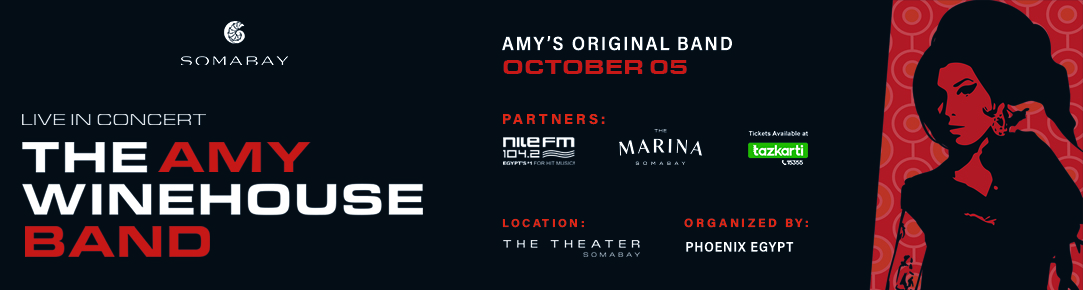 SOMABAY
LIVE IN CONCERT
THE AMY
WINEHOUSE
BAND
AMY'S ORIGINAL BAND
OCTOBER 05
PARTNERS:
NILE FM
104.2
EGYPT'S #1 FOR HIT MUSIC!
THE
MARINA
SOMABAY
Tickets Available at
tazkarti
15355
LOCATION:
THE THEATER
SOMABAY
ORGANIZED BY:
PHOENIX EGYPT